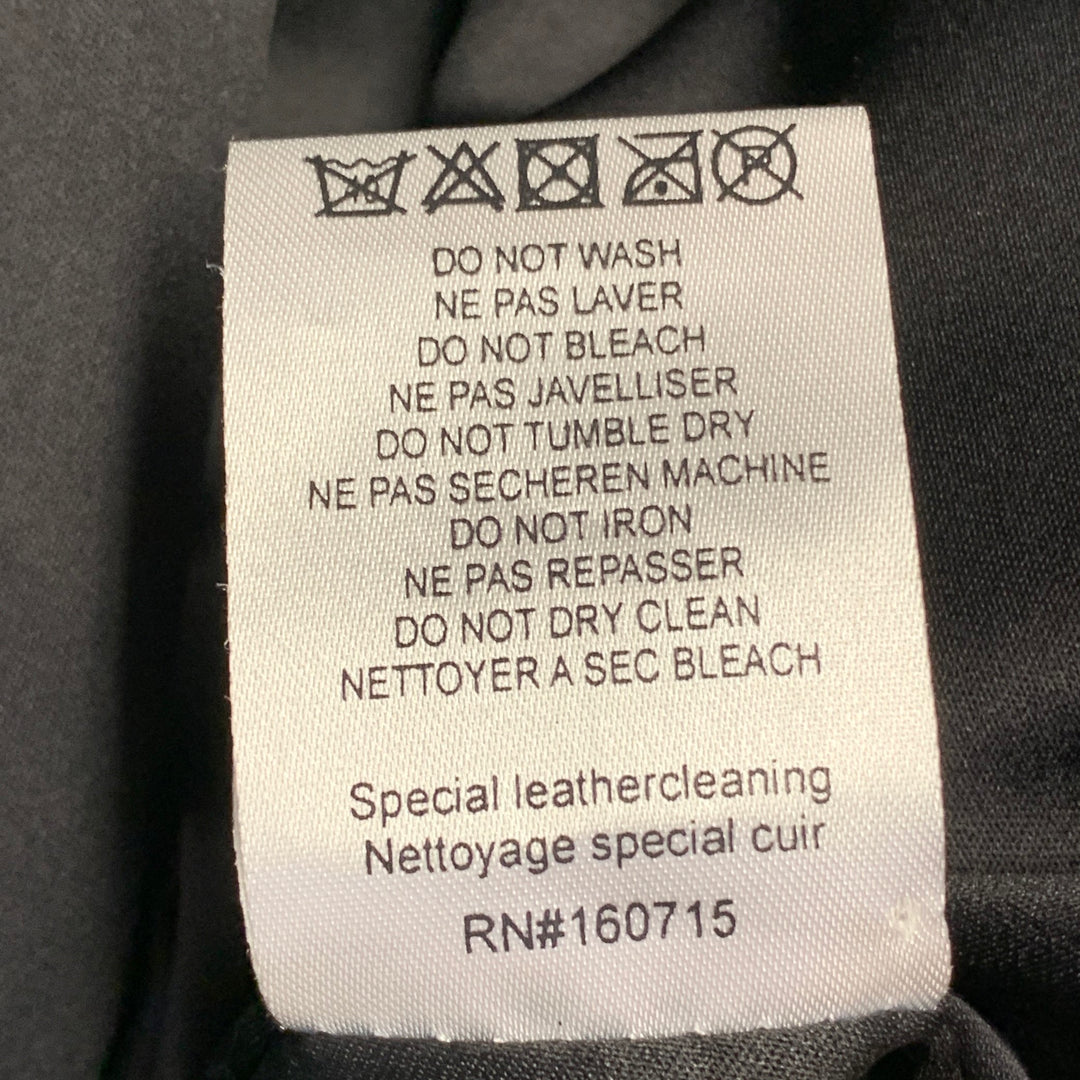 DO NOT WASH
NE PAS LAVER
DO NOT BLEACH
NE PAS JAVELLISER
DO NOT TUMBLE DRY
NE PAS SECHEREN MACHINE
DO NOT IRON
NE PAS REPASSER
DO NOT DRY CLEAN
NETTOYER A SEC BLEACH
Special leathercleaning
Nettoyage special cuir
RN#160715